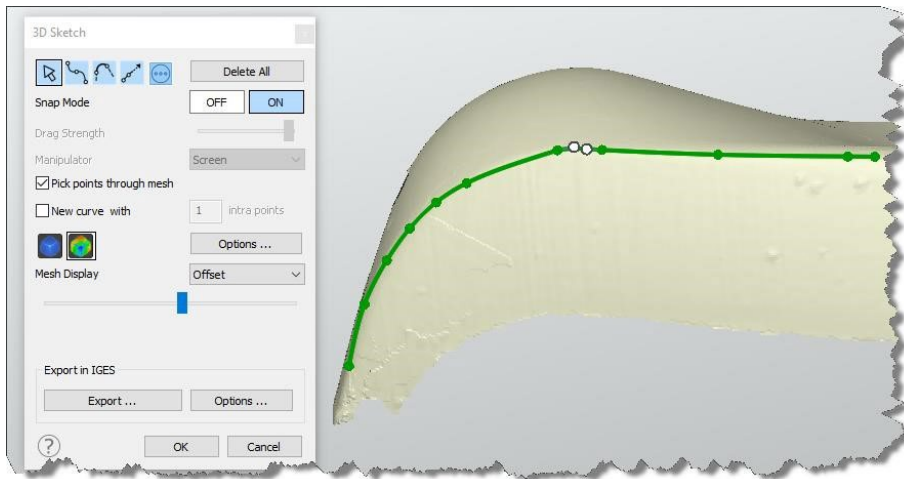 3D Sketch
Delete All
Snap Mode
OFF
ON
Drag Strength
Manipulator
Screen
Pick points through mesh
New curve with
1
intra points
Options ...
Mesh Display
Offset
Export in IGES
Export ...
Options ...
?
OK
Cancel